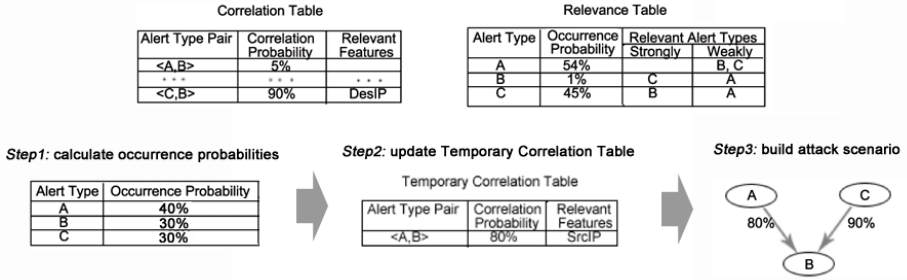 Correlation Table
Alert Type Pair Correlation Probability Relevant Features
<A,B> 5%
... ... ...
<C,B> 90% DesIP
Relevance Table
Alert Type Occurrence Probability Relevant Alert Types
Strongly Weakly
A 54% B, C
B 1% C A
C 45% B A
Step1: calculate occurrence probabilities
Alert Type Occurrence Probability
A 40%
B 30%
C 30%
Step2: update Temporary Correlation Table
Temporary Correlation Table
Alert Type Pair Correlation Probability Relevant Features
<A,B> 80% SrcIP
Step3: build attack scenario
A C
80% 90%
B